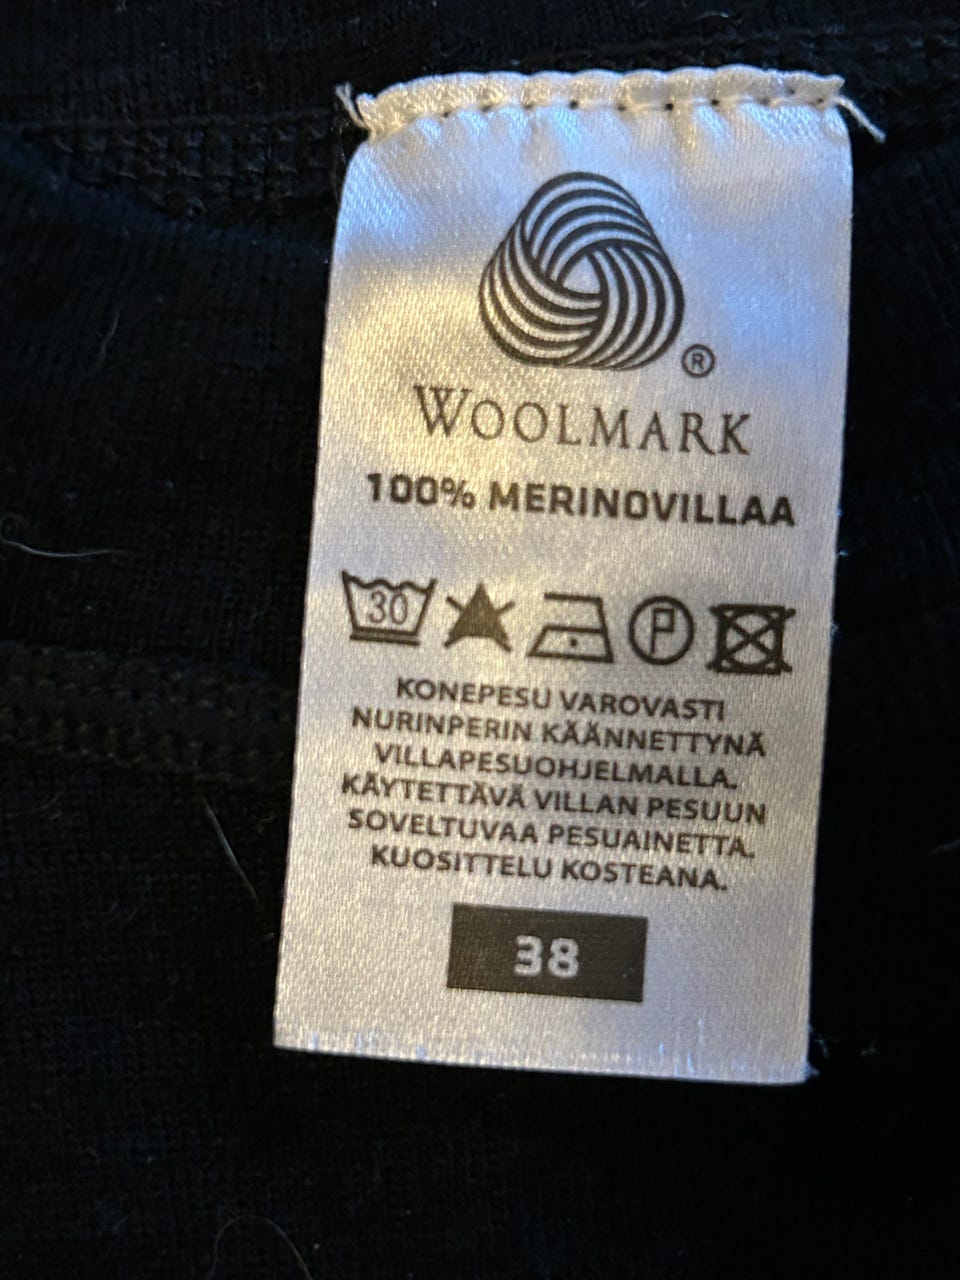 ®
WOOLMARK
100% MERINOVILLAA
30 P
KONEPESU VAROVASTI
NURINPERIN KÄÄNNETTYNÄ
VILLAPESUOHJELMALLA.
KÄYTETTÄVÄ VILLAN PESUUN
SOVELTUVAA PESUAINETTA.
KUOSITTELU KOSTEANA.
38